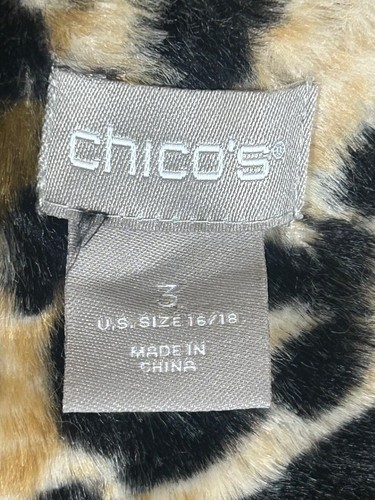 chico's®
3
U.S. SIZE 16/18
MADE IN
CHINA